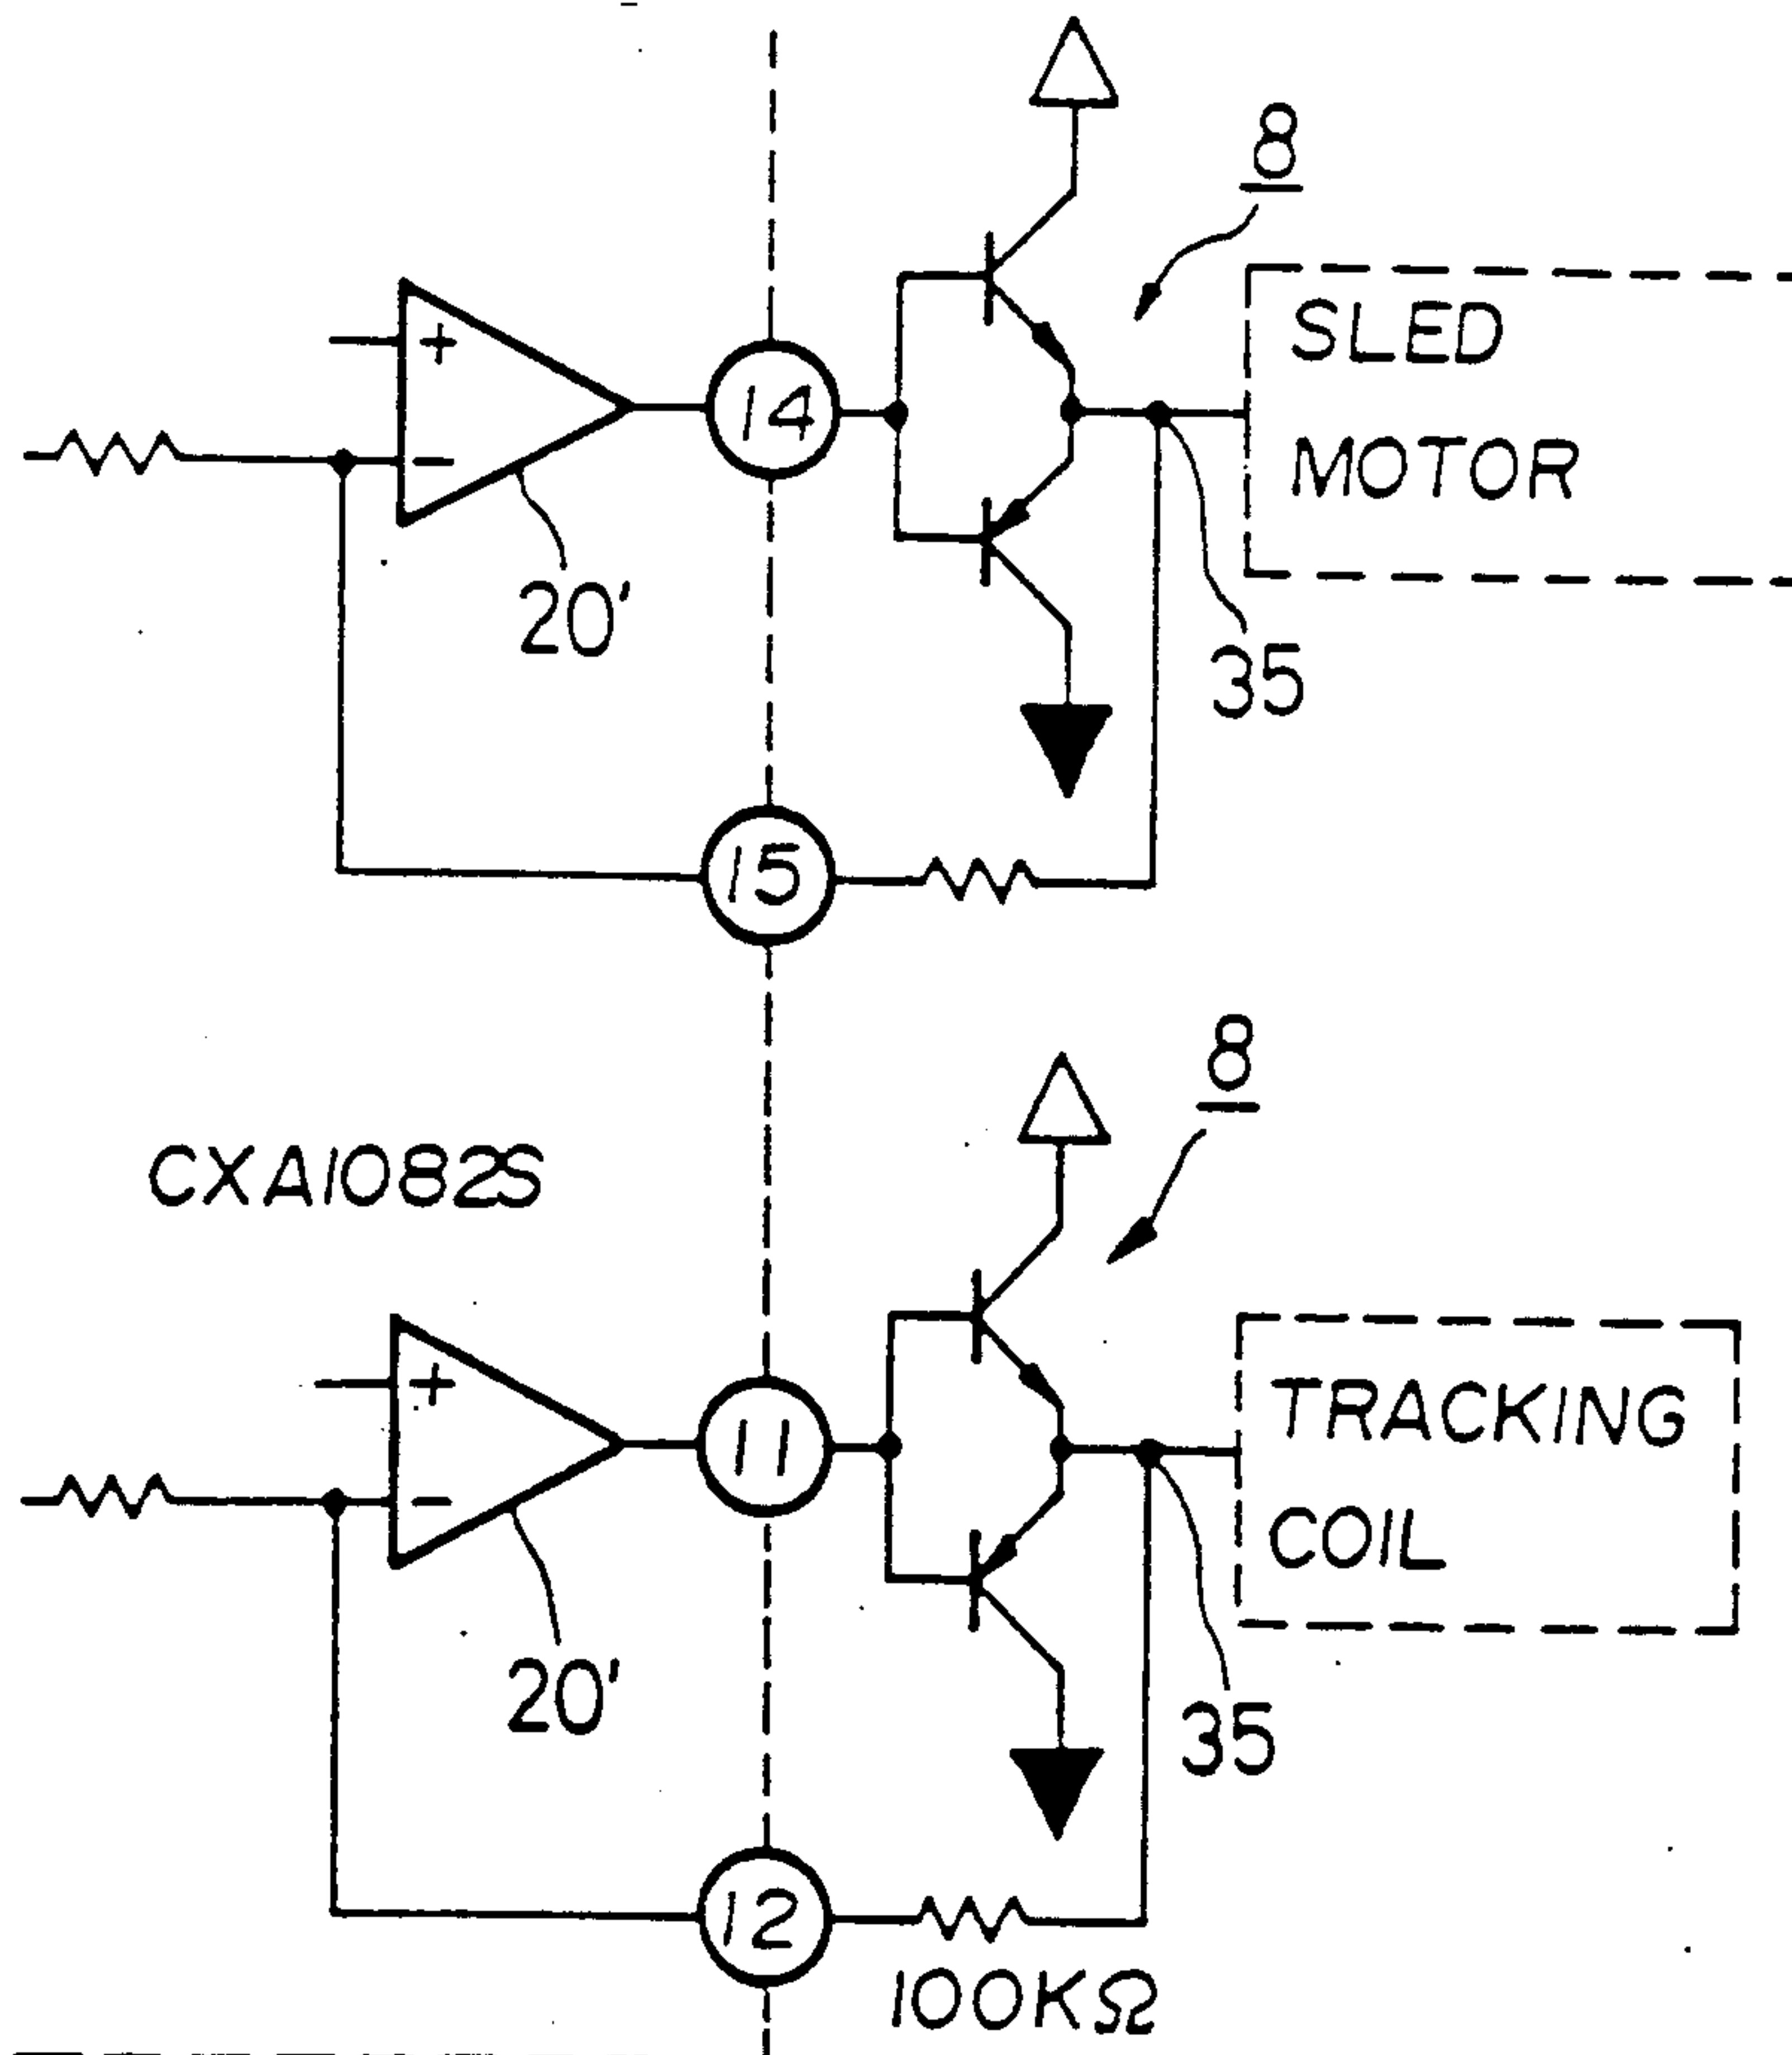 8
SLED
MOTOR
+
14
−
20'
35
15
8
CXA1082S
+
TRACKING
11
−
COIL
20'
35
12
100KΩ